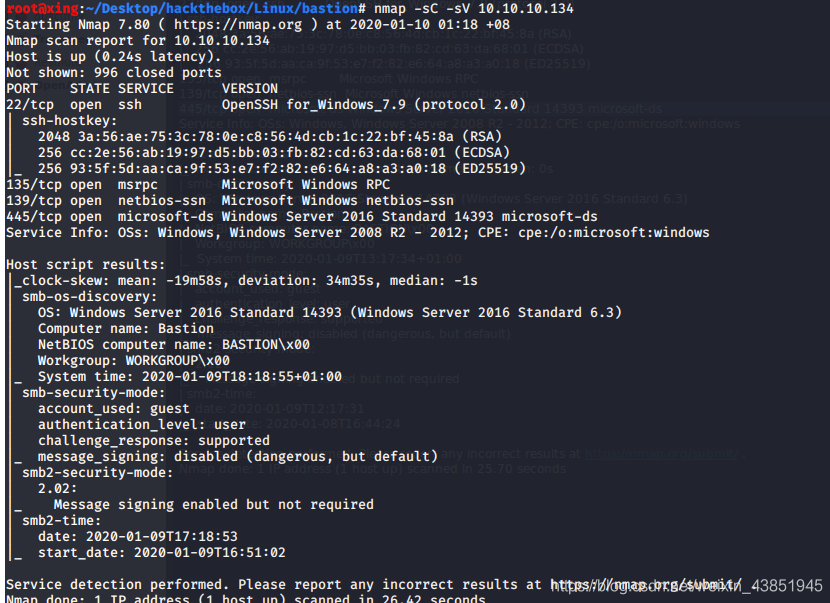 root@xing:~/Desktop/hackthebox/Linux/bastion# nmap -sC -sV 10.10.10.134
Starting Nmap 7.80 ( https://nmap.org ) at 2020-01-10 01:18 +08
Nmap scan report for 10.10.10.134
Host is up (0.24s latency).
Not shown: 996 closed ports
PORT    STATE SERVICE      VERSION
22/tcp  open  ssh          OpenSSH for_Windows_7.9 (protocol 2.0)
| ssh-hostkey:
|   2048 3a:56:ae:75:3c:78:0e:c8:56:4d:cb:1c:22:bf:45:8a (RSA)
|   256 cc:2e:56:ab:19:97:d5:bb:03:fb:82:cd:63:da:68:01 (ECDSA)
|_  256 93:5f:5d:aa:ca:9f:53:e7:f2:82:e6:64:a8:a3:a0:18 (ED25519)
135/tcp open  msrpc        Microsoft Windows RPC
139/tcp open  netbios-ssn  Microsoft Windows netbios-ssn
445/tcp open  microsoft-ds Windows Server 2016 Standard 14393 microsoft-ds
Service Info: OSs: Windows, Windows Server 2008 R2 - 2012; CPE: cpe:/o:microsoft:windows
Host script results:
|_clock-skew: mean: -19m58s, deviation: 34m35s, median: -1s
| smb-os-discovery:
|   OS: Windows Server 2016 Standard 14393 (Windows Server 2016 Standard 6.3)
|   Computer name: Bastion
|   NetBIOS computer name: BASTION\x00
|   Workgroup: WORKGROUP\x00
|_  System time: 2020-01-09T18:18:55+01:00
| smb-security-mode:
|   account_used: guest
|   authentication_level: user
|   challenge_response: supported
|_  message_signing: disabled (dangerous, but default)
| smb2-security-mode:
|   2.02:
|_    Message signing enabled but not required
| smb2-time:
|   date: 2020-01-09T17:18:53
|_  start_date: 2020-01-09T16:51:02
Service detection performed. Please report any incorrect results at https://nmap.org/submit/ .
Nmap done: 1 IP address (1 host up) scanned in 26.42 seconds